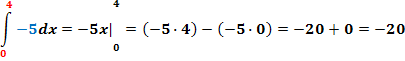 ∫₀⁴ −5dx = −5x|₀⁴ = (−5 · 4) − (−5 · 0) = −20 + 0 = −20